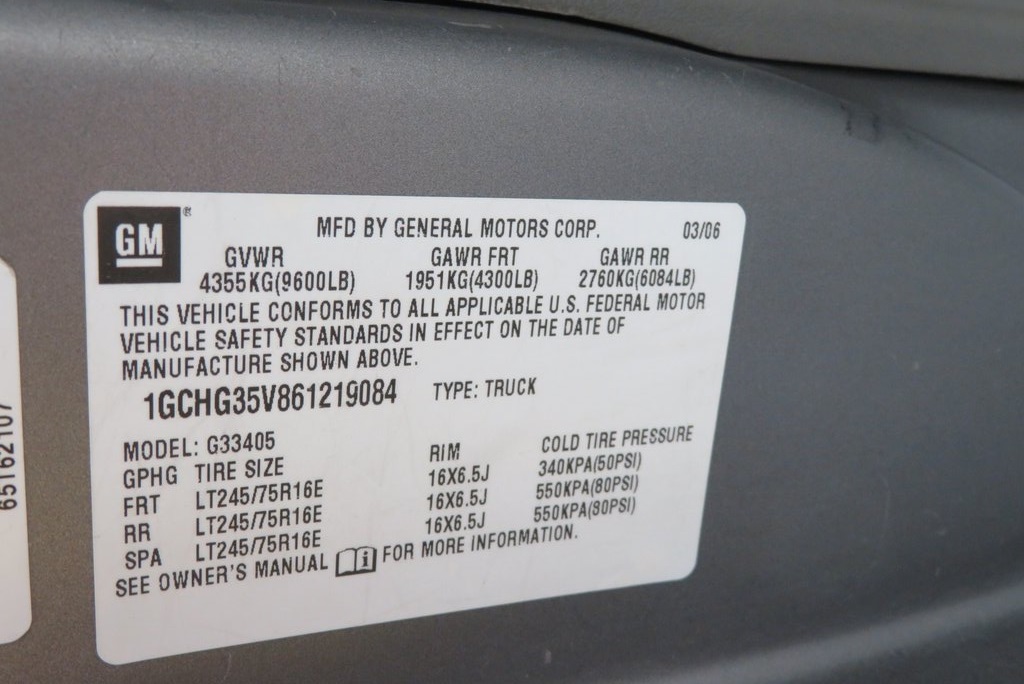 GM ®
MFD BY GENERAL MOTORS CORP. 03/06
GVWR GAWR FRT GAWR RR
4355KG(9600LB) 1951KG(4300LB) 2760KG(6084LB)
THIS VEHICLE CONFORMS TO ALL APPLICABLE U.S. FEDERAL MOTOR
VEHICLE SAFETY STANDARDS IN EFFECT ON THE DATE OF
MANUFACTURE SHOWN ABOVE.
1GCHG35V861219084 TYPE: TRUCK
MODEL: G33405
GPHG TIRE SIZE RIM COLD TIRE PRESSURE
FRT LT245/75R16E 16X6.5J 340KPA(50PSI)
RR LT245/75R16E 16X6.5J 550KPA(80PSI)
SPA LT245/75R16E 16X6.5J 550KPA(80PSI)
SEE OWNER'S MANUAL FOR MORE INFORMATION.
65162107